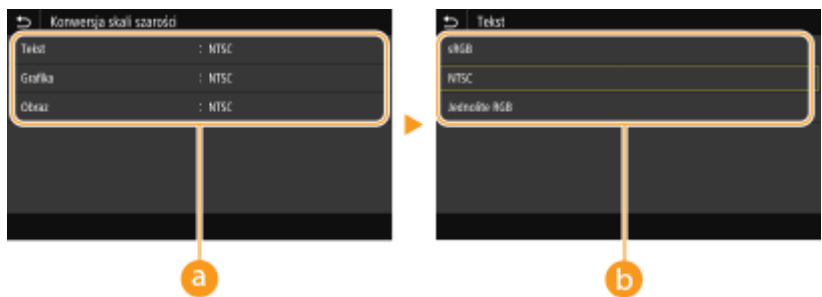 Konwersja skali szarości
Tekst : NTSC
Grafika : NTSC
Obraz : NTSC
a
Tekst
sRGB
NTSC
Jednolite RGB
b